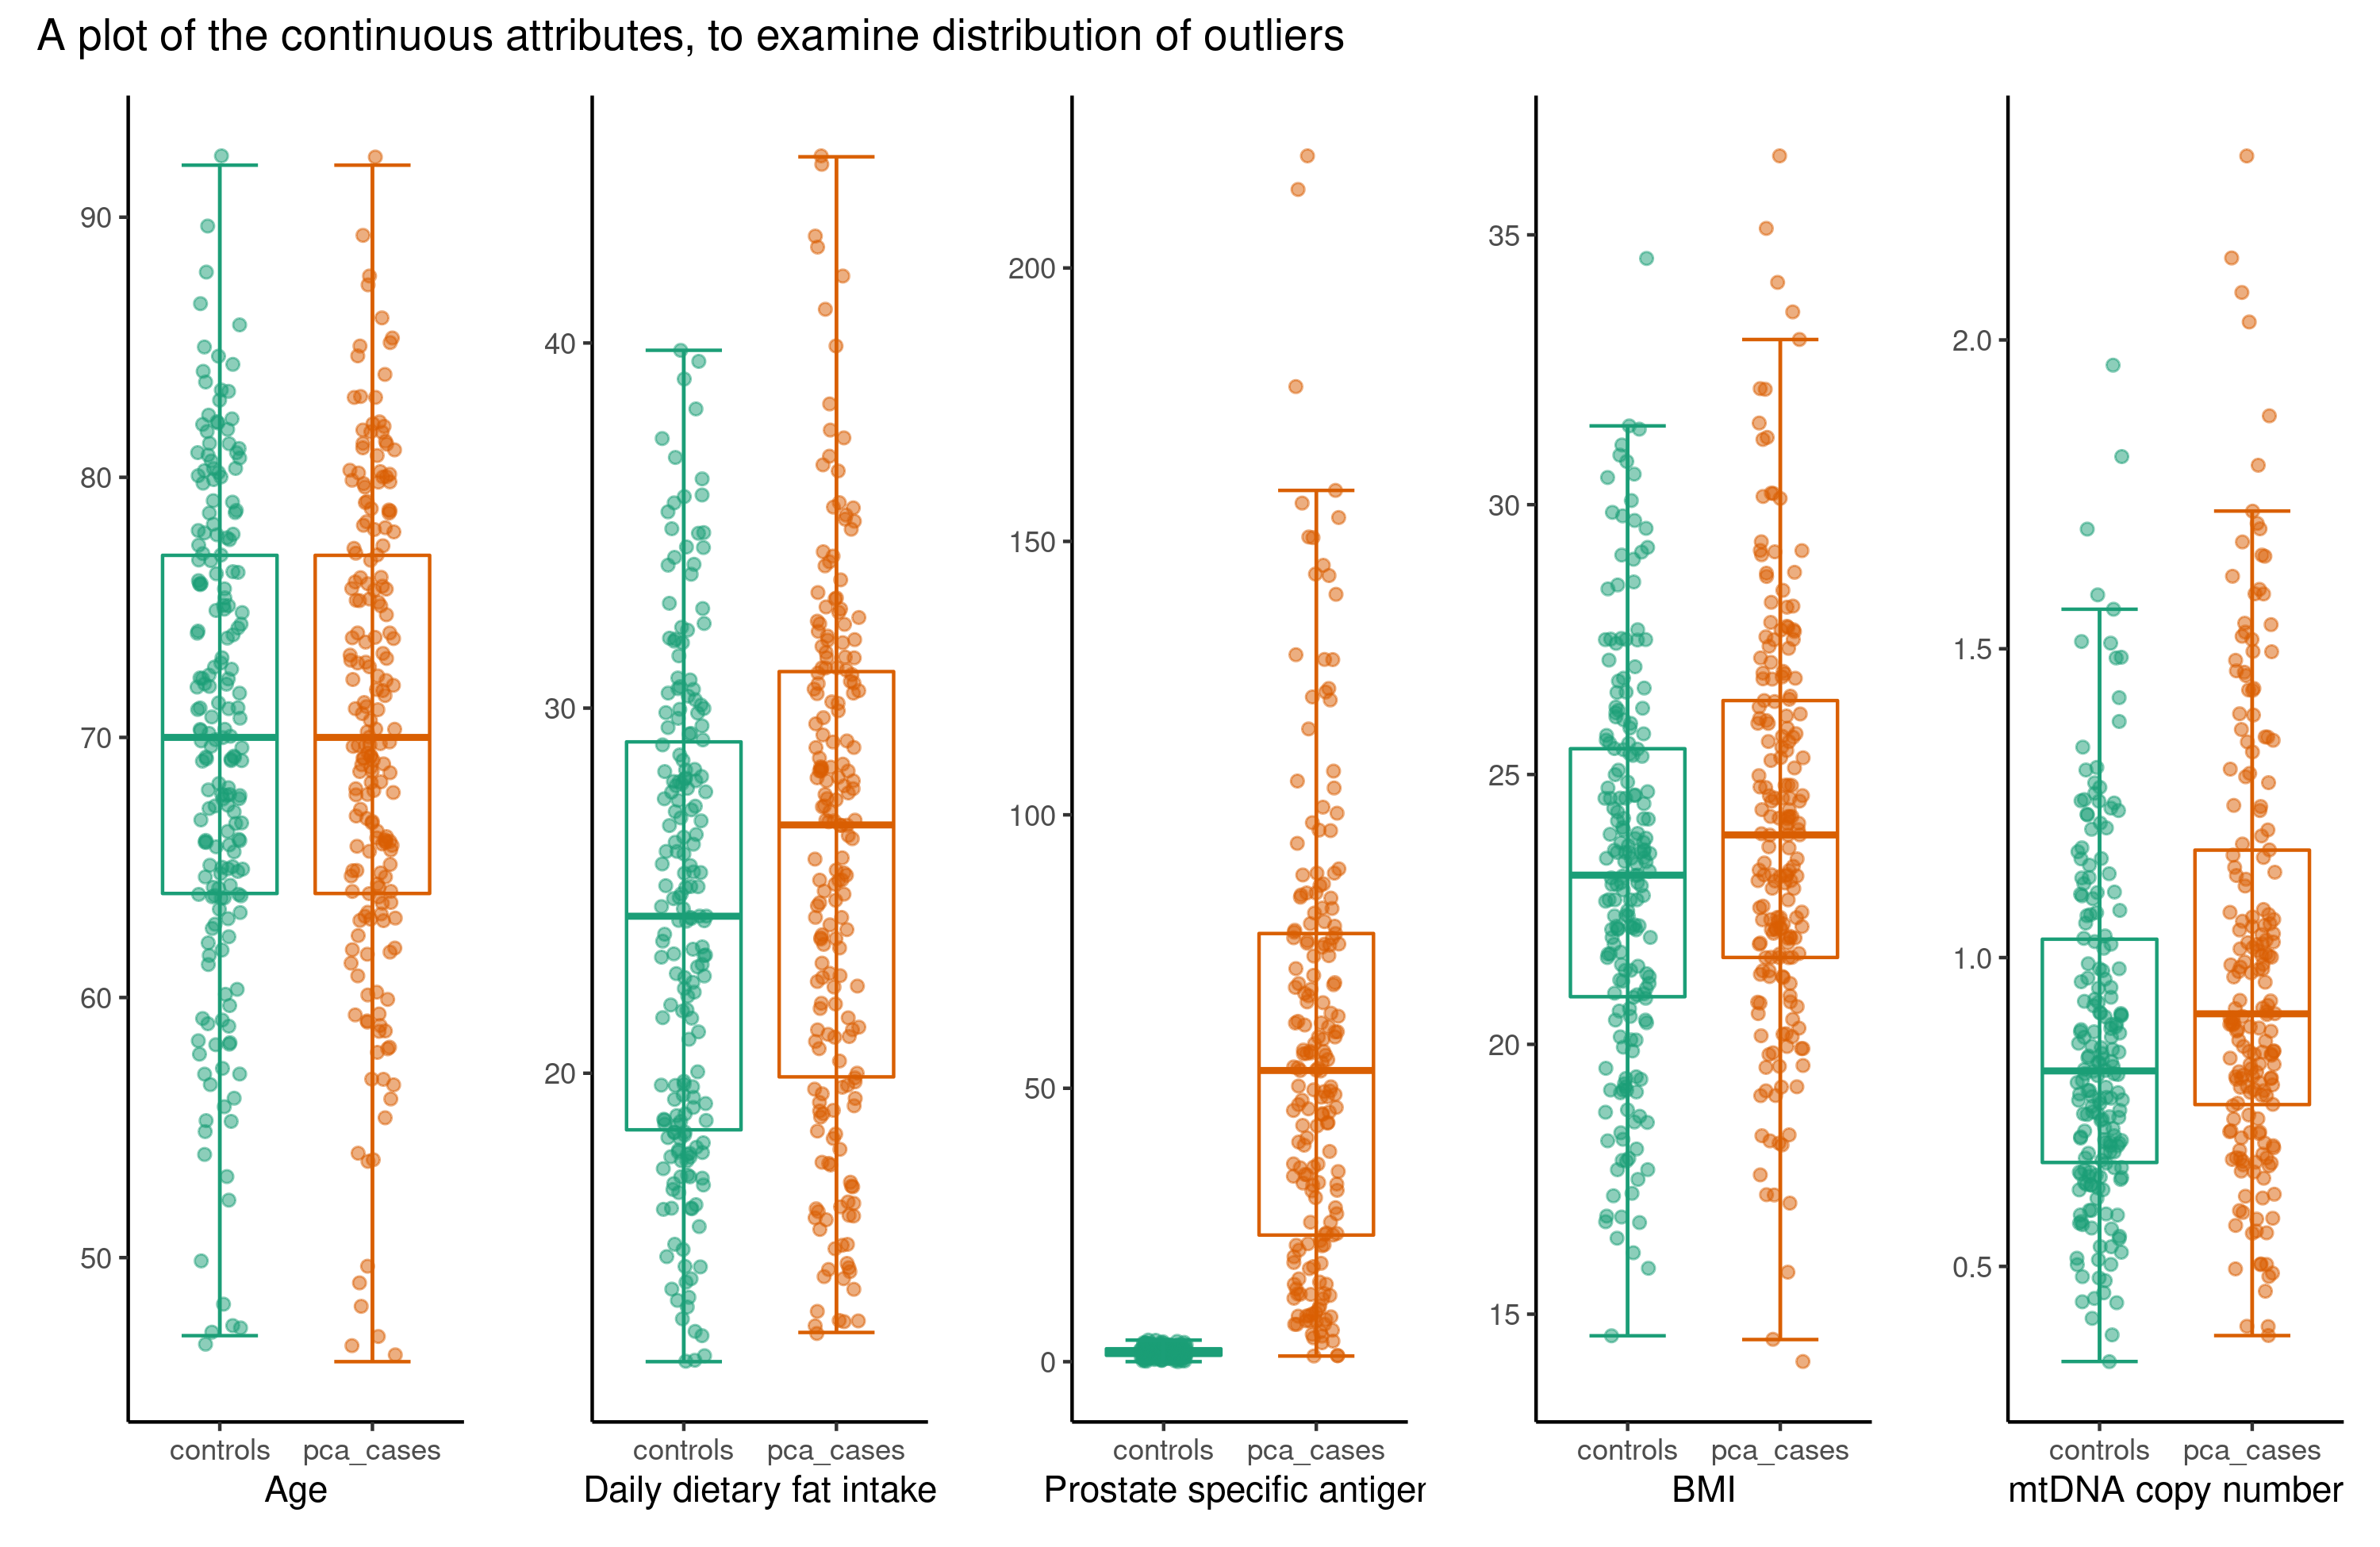 A plot of the continuous attributes, to examine distribution of outliers
90
80
70
60
50
controls pca_cases
Age
40
30
20
controls pca_cases
Daily dietary fat intake
200
150
100
50
0
controls pca_cases
Prostate specific antiger
35
30
25
20
15
controls pca_cases
BMI
2.0
1.5
1.0
0.5
controls pca_cases
mtDNA copy number